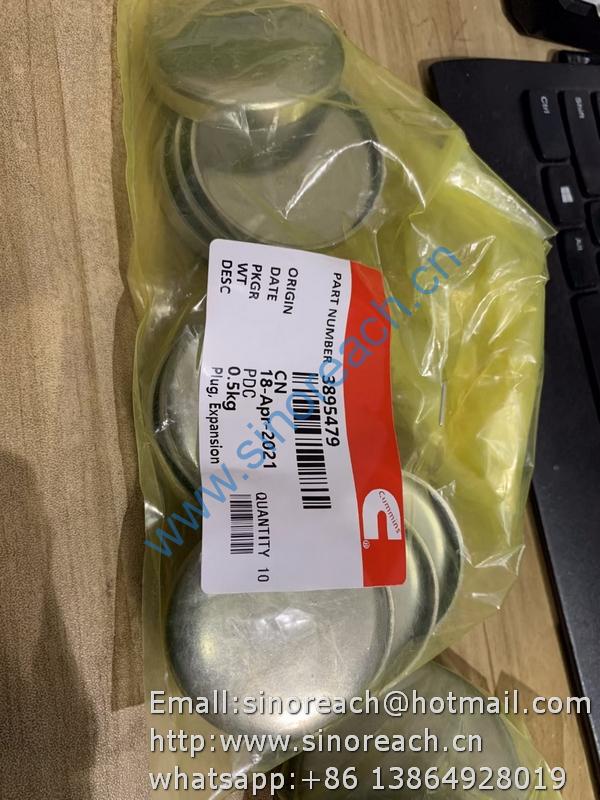 PART NUMBER 3895479
ORIGIN CN
DATE 18-Apr-2021
PKGR PDC
WT 0.5kg
DESC Plug, Expansion
QUANTITY 10
Cummins
®
Ctrl
Shift
Alt
www.sinoreach.cn
Email:sinoreach@hotmail.com
http:www.sinoreach.cn
whatsapp:+86 13864928019